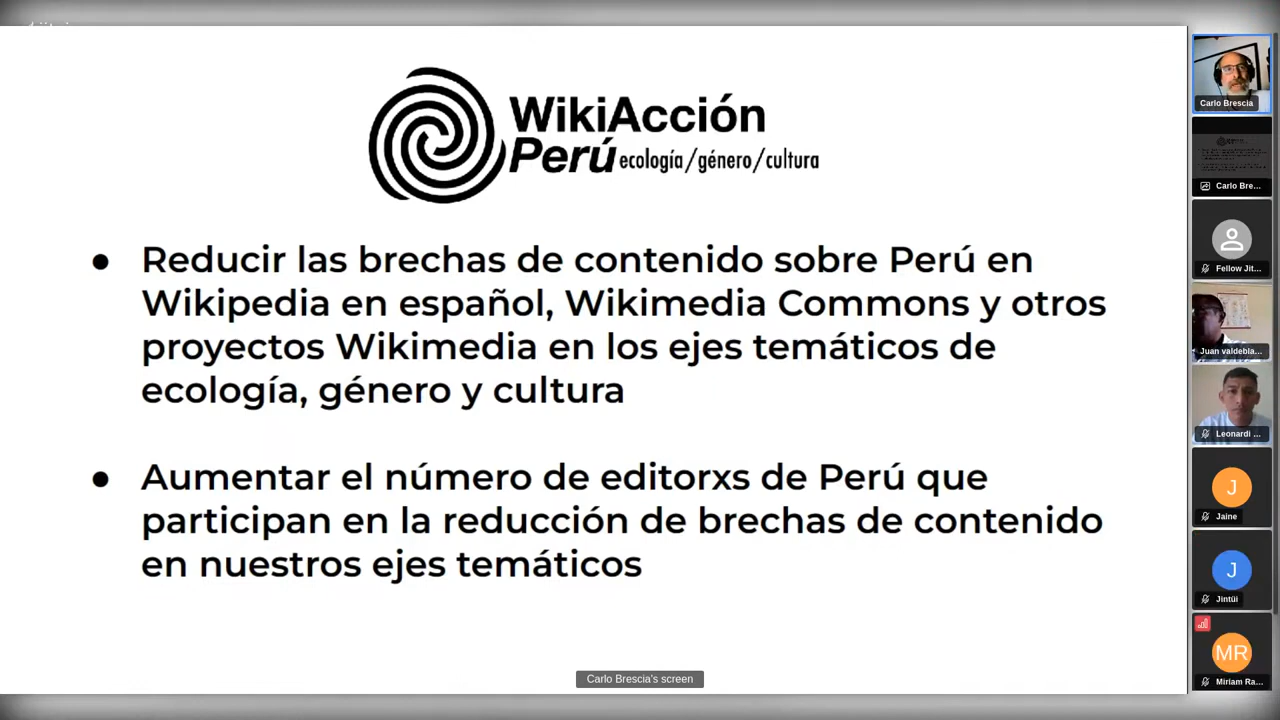 WikiAcción
Perú ecología/género/cultura
● Reducir las brechas de contenido sobre Perú en
Wikipedia en español, Wikimedia Commons y otros
proyectos Wikimedia en los ejes temáticos de
ecología, género y cultura
● Aumentar el número de editorxs de Perú que
participan en la reducción de brechas de contenido
en nuestros ejes temáticos
Carlo Brescia's screen
Carlo Brescia
Carlo Bre...
Fellow Jit...
Juan valdebla...
Leonardi ...
J
Jaine
J
Jintüi
MR
Miriam Ra...